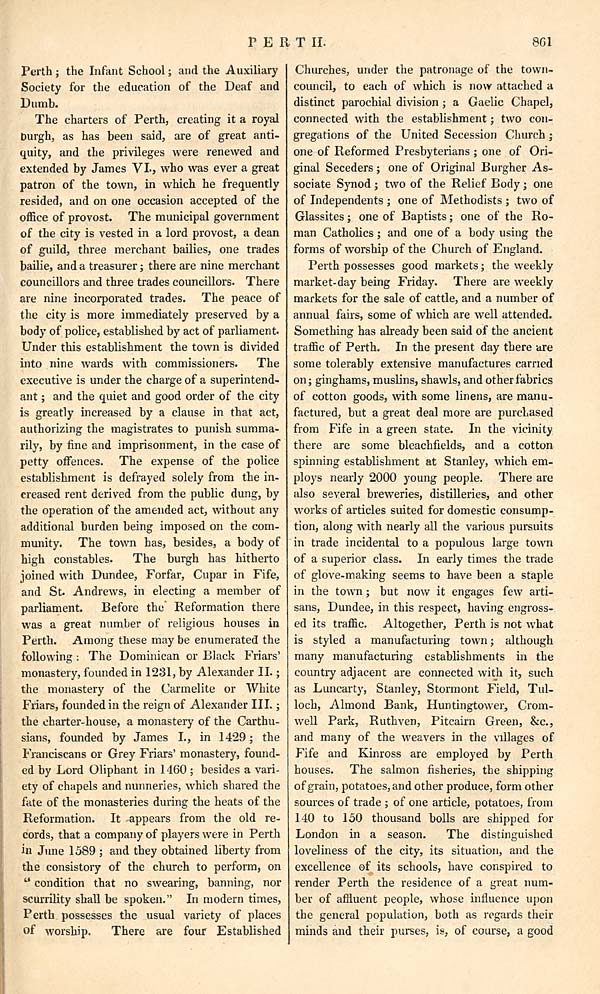 PERTH.
861
Perth; the Infant School; and the Auxiliary
Society for the education of the Deaf and
Dumb.
The charters of Perth, creating it a royal
burgh, as has been said, are of great anti-
quity, and the privileges were renewed and
extended by James VI., who was ever a great
patron of the town, in which he frequently
resided, and on one occasion accepted of the
office of provost. The municipal government
of the city is vested in a lord provost, a dean
of guild, three merchant bailies, one trades
bailie, and a treasurer; there are nine merchant
councillors and three trades councillors. There
are nine incorporated trades. The peace of
the city is more immediately preserved by a
body of police, established by act of parliament.
Under this establishment the town is divided
into nine wards with commissioners. The
executive is under the charge of a superintend-
ant; and the quiet and good order of the city
is greatly increased by a clause in that act,
authorizing the magistrates to punish summa-
rily, by fine and imprisonment, in the case of
petty offences. The expense of the police
establishment is defrayed solely from the in-
creased rent derived from the public dung, by
the operation of the amended act, without any
additional burden being imposed on the com-
munity. The town has, besides, a body of
high constables. The burgh has hitherto
joined with Dundee, Forfar, Cupar in Fife,
and St. Andrews, in electing a member of
parliament. Before the Reformation there
was a great number of religious houses in
Perth. Among these may be enumerated the
following: The Dominican or Black Friars'
monastery, founded in 1231, by Alexander II.;
the monastery of the Carmelite or White
Friars, founded in the reign of Alexander III.;
the charter-house, a monastery of the Carthu-
sians, founded by James I., in 1429; the
Franciscans or Grey Friars' monastery, found-
ed by Lord Oliphant in 1460; besides a vari-
ety of chapels and nunneries, which shared the
fate of the monasteries during the heats of the
Reformation. It appears from the old re-
cords, that a company of players were in Perth
in June 1589; and they obtained liberty from
the consistory of the church to perform, on
"condition that no swearing, banning, nor
scurrility shall be spoken." In modern times,
Perth possesses the usual variety of places
of worship. There are four Established
Churches, under the patronage of the town-
council, to each of which is now attached a
distinct parochial division; a Gaelic Chapel,
connected with the establishment; two con-
gregations of the United Secession Church;
one of Reformed Presbyterians; one of Ori-
ginal Seceders; one of Original Burgher As-
sociate Synod; two of the Relief Body; one
of Independents; one of Methodists; two of
Glassites; one of Baptists; one of the Ro-
man Catholics; and one of a body using the
forms of worship of the Church of England.
Perth possesses good markets; the weekly
market-day being Friday. There are weekly
markets for the sale of cattle, and a number of
annual fairs, some of which are well attended.
Something has already been said of the ancient
traffic of Perth. In the present day there are
some tolerably extensive manufactures carried
on; ginghams, muslins, shawls, and other fabrics
of cotton goods, with some linens, are manu-
factured, but a great deal more are purchased
from Fife in a green state. In the vicinity
there are some bleachfields, and a cotton
spinning establishment at Stanley, which em-
ploys nearly 2000 young people. There are
also several breweries, distilleries, and other
works of articles suited for domestic consump-
tion, along with nearly all the various pursuits
in trade incidental to a populous large town
of a superior class. In early times the trade
of glove-making seems to have been a staple
in the town; but now it engages few arti-
sans, Dundee, in this respect, having engross-
ed its traffic. Altogether, Perth is not what
is styled a manufacturing town; although
many manufacturing establishments in the
country adjacent are connected with it, such
as Luncarty, Stanley, Stormont Field, Tul-
loch, Almond Bank, Huntingtower, Crom-
well Park, Ruthven, Pitcairn Green, &c.,
and many of the weavers in the villages of
Fife and Kinross are employed by Perth
houses. The salmon fisheries, the shipping
of grain, potatoes, and other produce, form other
sources of trade; of one article, potatoes, from
140 to 150 thousand bolls are shipped for
London in a season. The distinguished
loveliness of the city, its situation, and the
excellence of its schools, have conspired to
render Perth the residence of a great num-
ber of affluent people, whose influence upon
the general population, both as regards their
minds and their purses, is, of course, a good